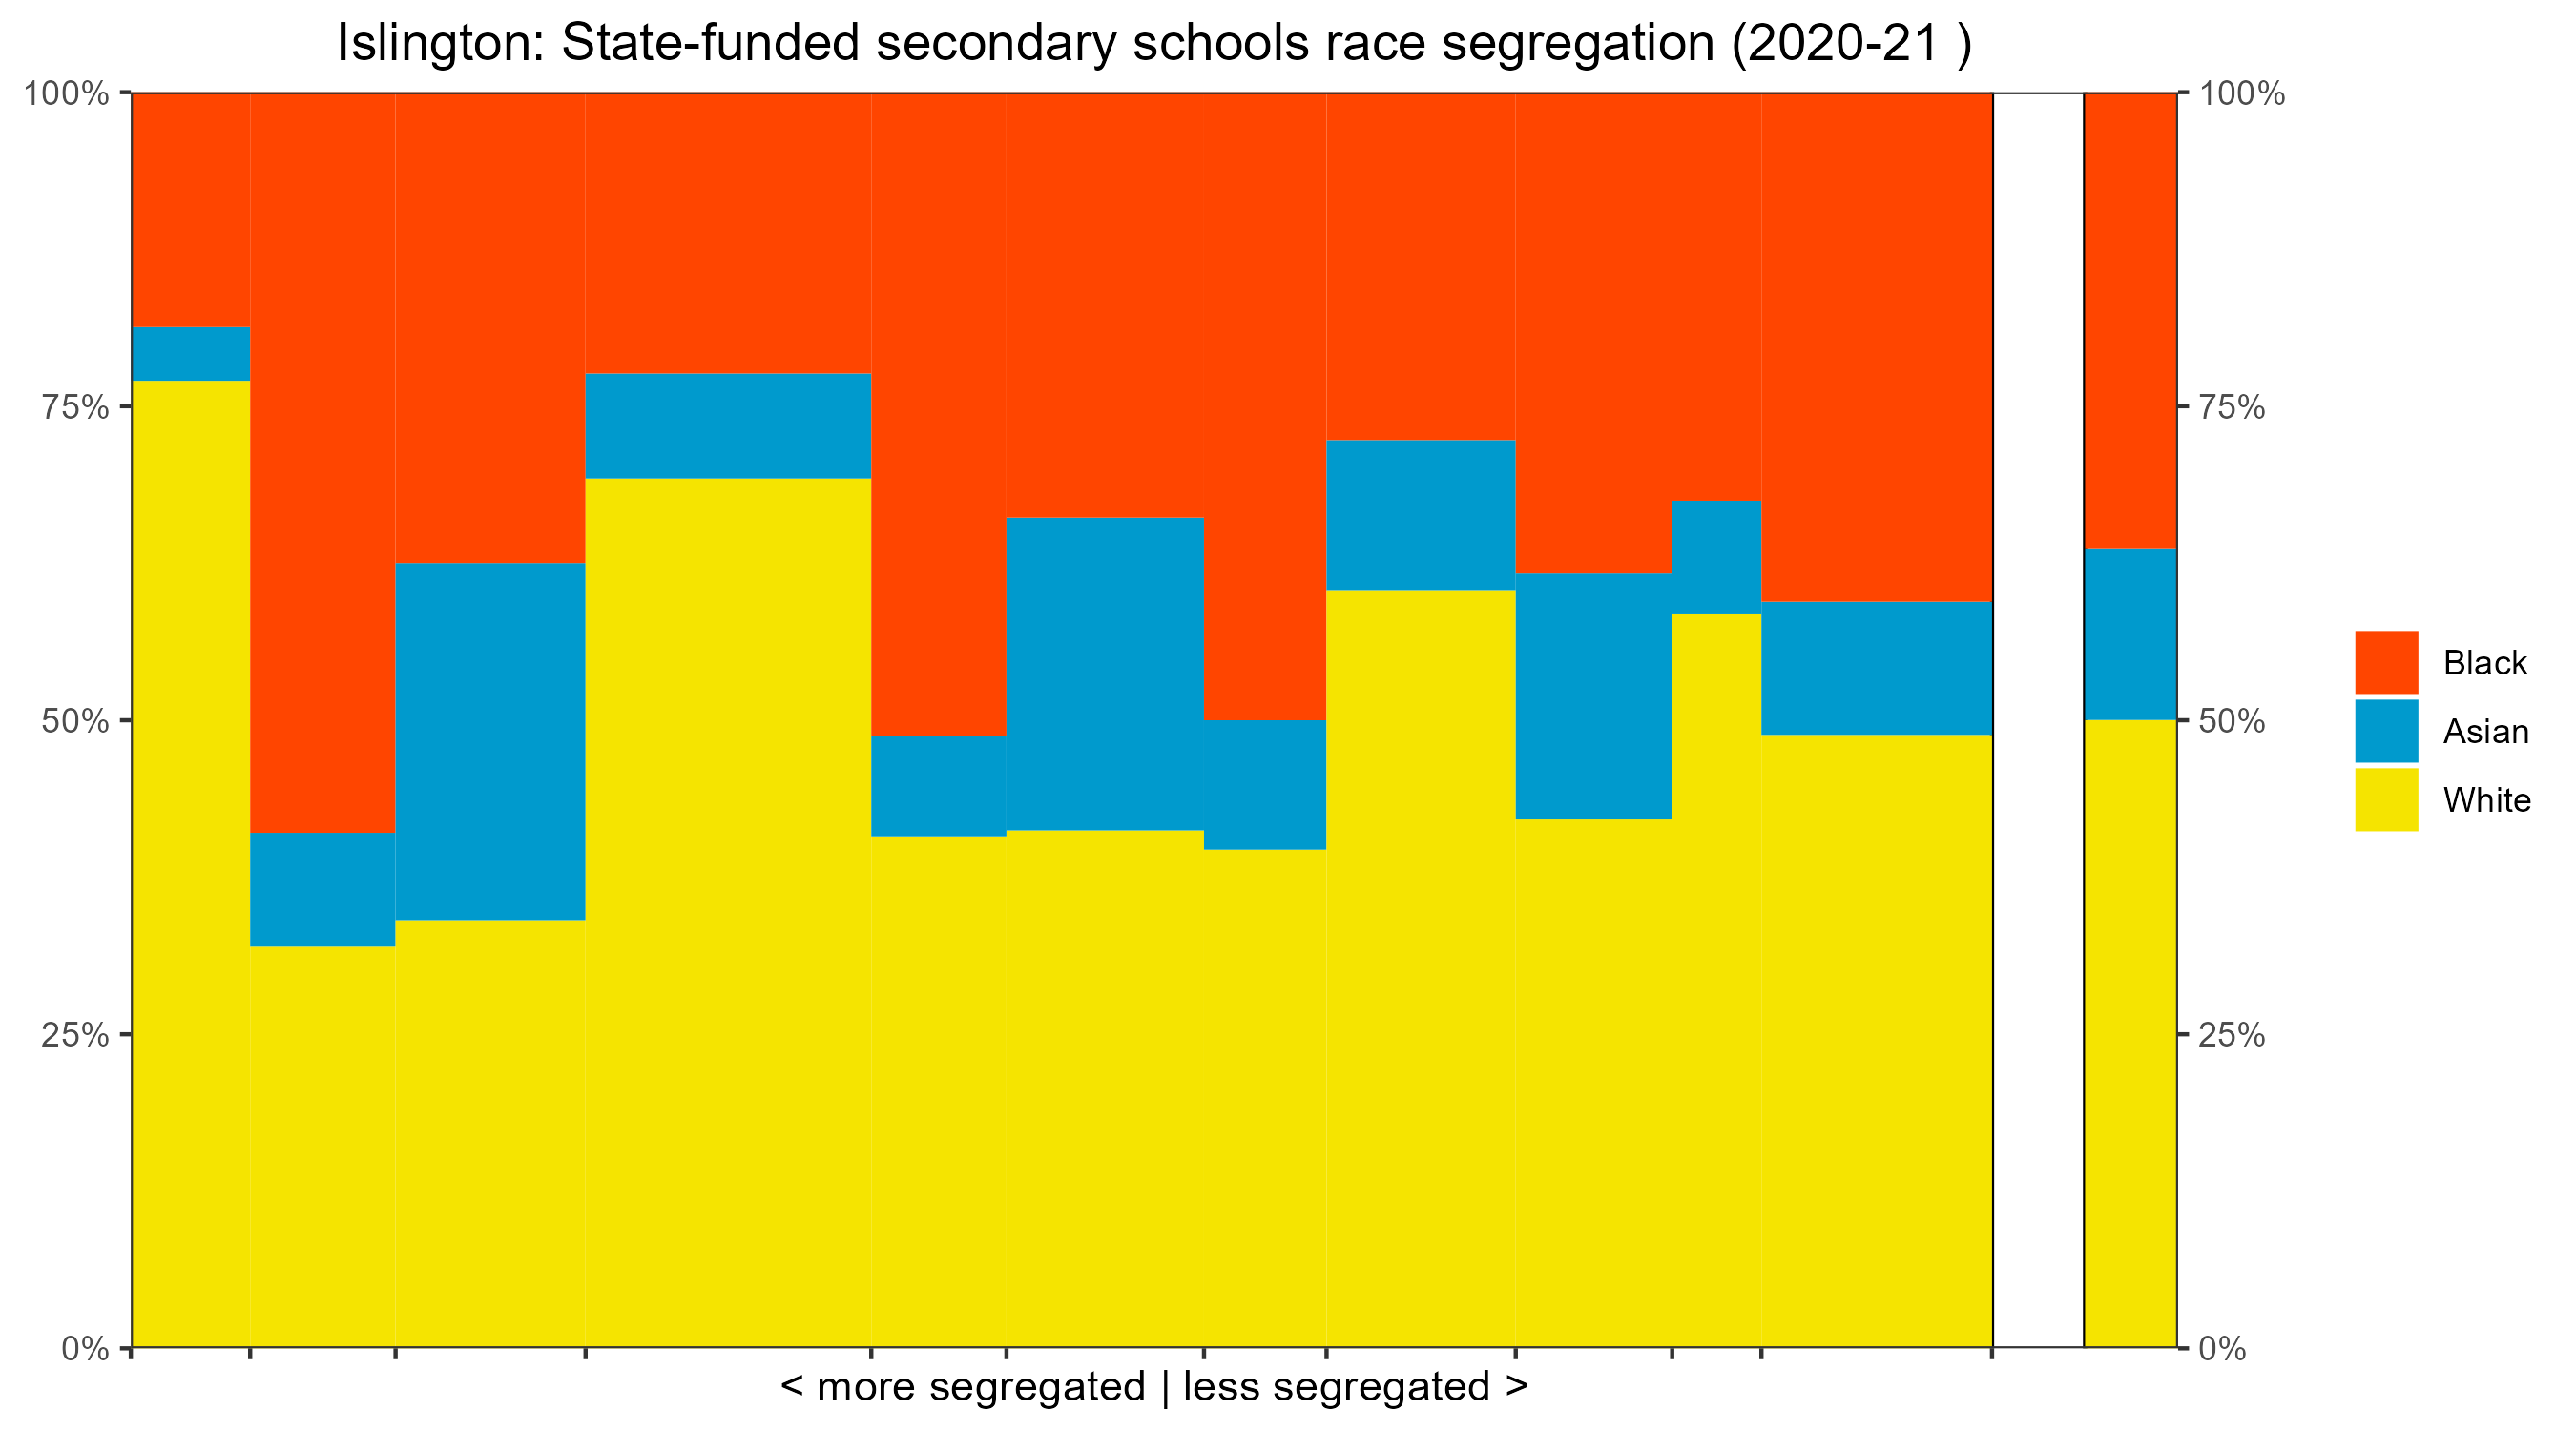 Islington: State-funded secondary schools race segregation (2020-21 )
100%
75%
50%
25%
0%
100%
75%
50%
25%
0%
Black
Asian
White
< more segregated | less segregated >